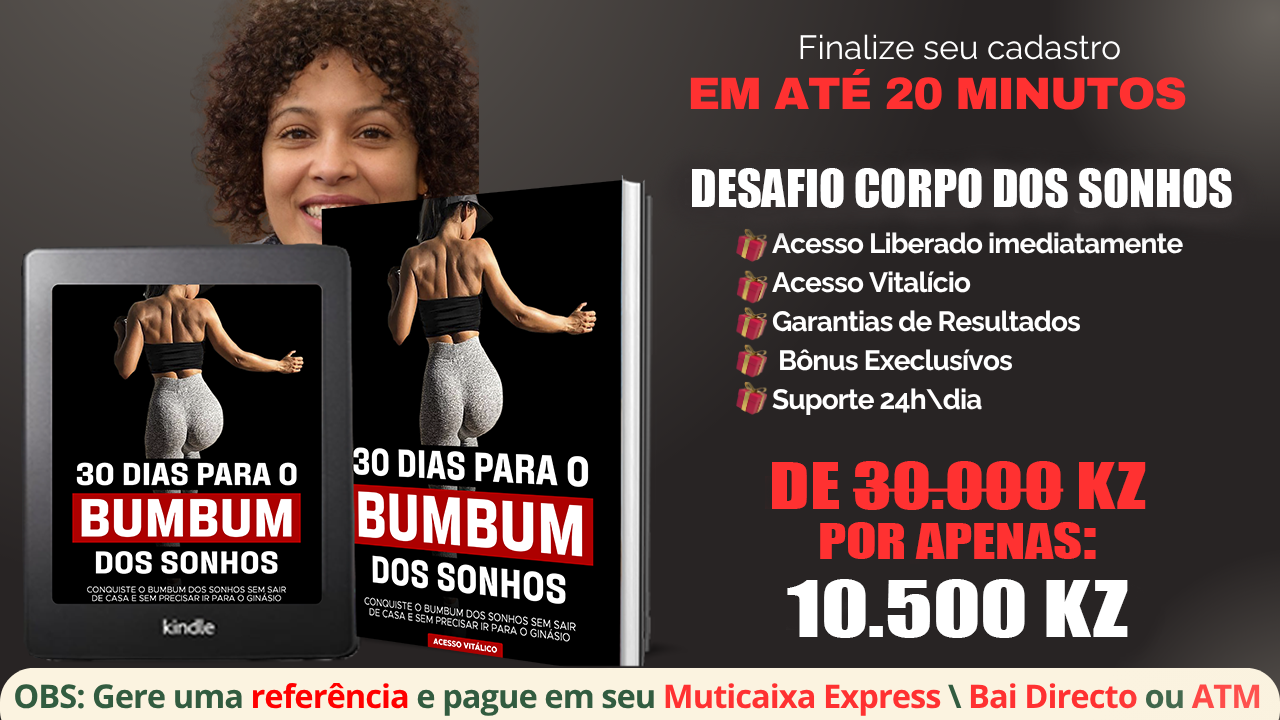 Finalize seu cadastro
EM ATÉ 20 MINUTOS
DESAFIO CORPO DOS SONHOS
Acesso Liberado imediatamente
Acesso Vitalício
Garantias de Resultados
Bônus Execlusívos
Suporte 24h\dia
DE 30.000 KZ
POR APENAS:
10.500 KZ
30 DIAS PARA O
BUMBUM
DOS SONHOS
CONQUISTE O BUMBUM DOS SONHOS SEM SAIR
DE CASA E SEM PRECISAR IR PARA O GINÁSIO
kindle
30 DIAS PARA O
BUMBUM
DOS SONHOS
CONQUISTE O BUMBUM DOS SONHOS SEM SAIR
DE CASA E SEM PRECISAR IR PARA O GINÁSIO
ACESSO VITÁLICO
OBS: Gere uma referência e pague em seu Muticaixa Express \ Bai Directo ou ATM